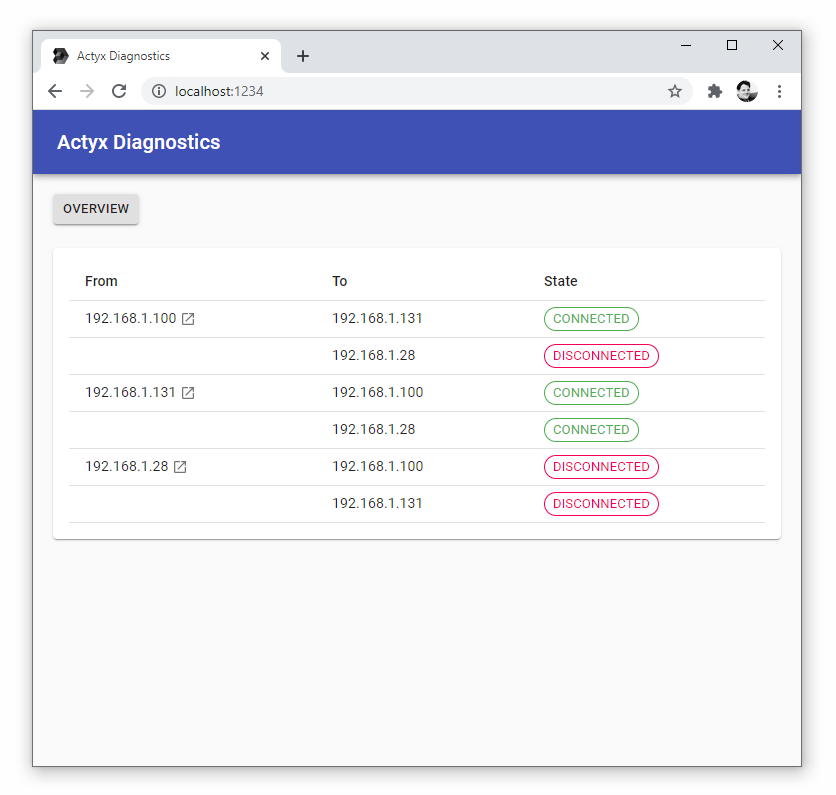 Actyx Diagnostics
localhost:1234
Actyx Diagnostics
OVERVIEW
From To State
192.168.1.100 192.168.1.131 CONNECTED
192.168.1.28 DISCONNECTED
192.168.1.131 192.168.1.100 CONNECTED
192.168.1.28 CONNECTED
192.168.1.28 192.168.1.100 DISCONNECTED
192.168.1.131 DISCONNECTED